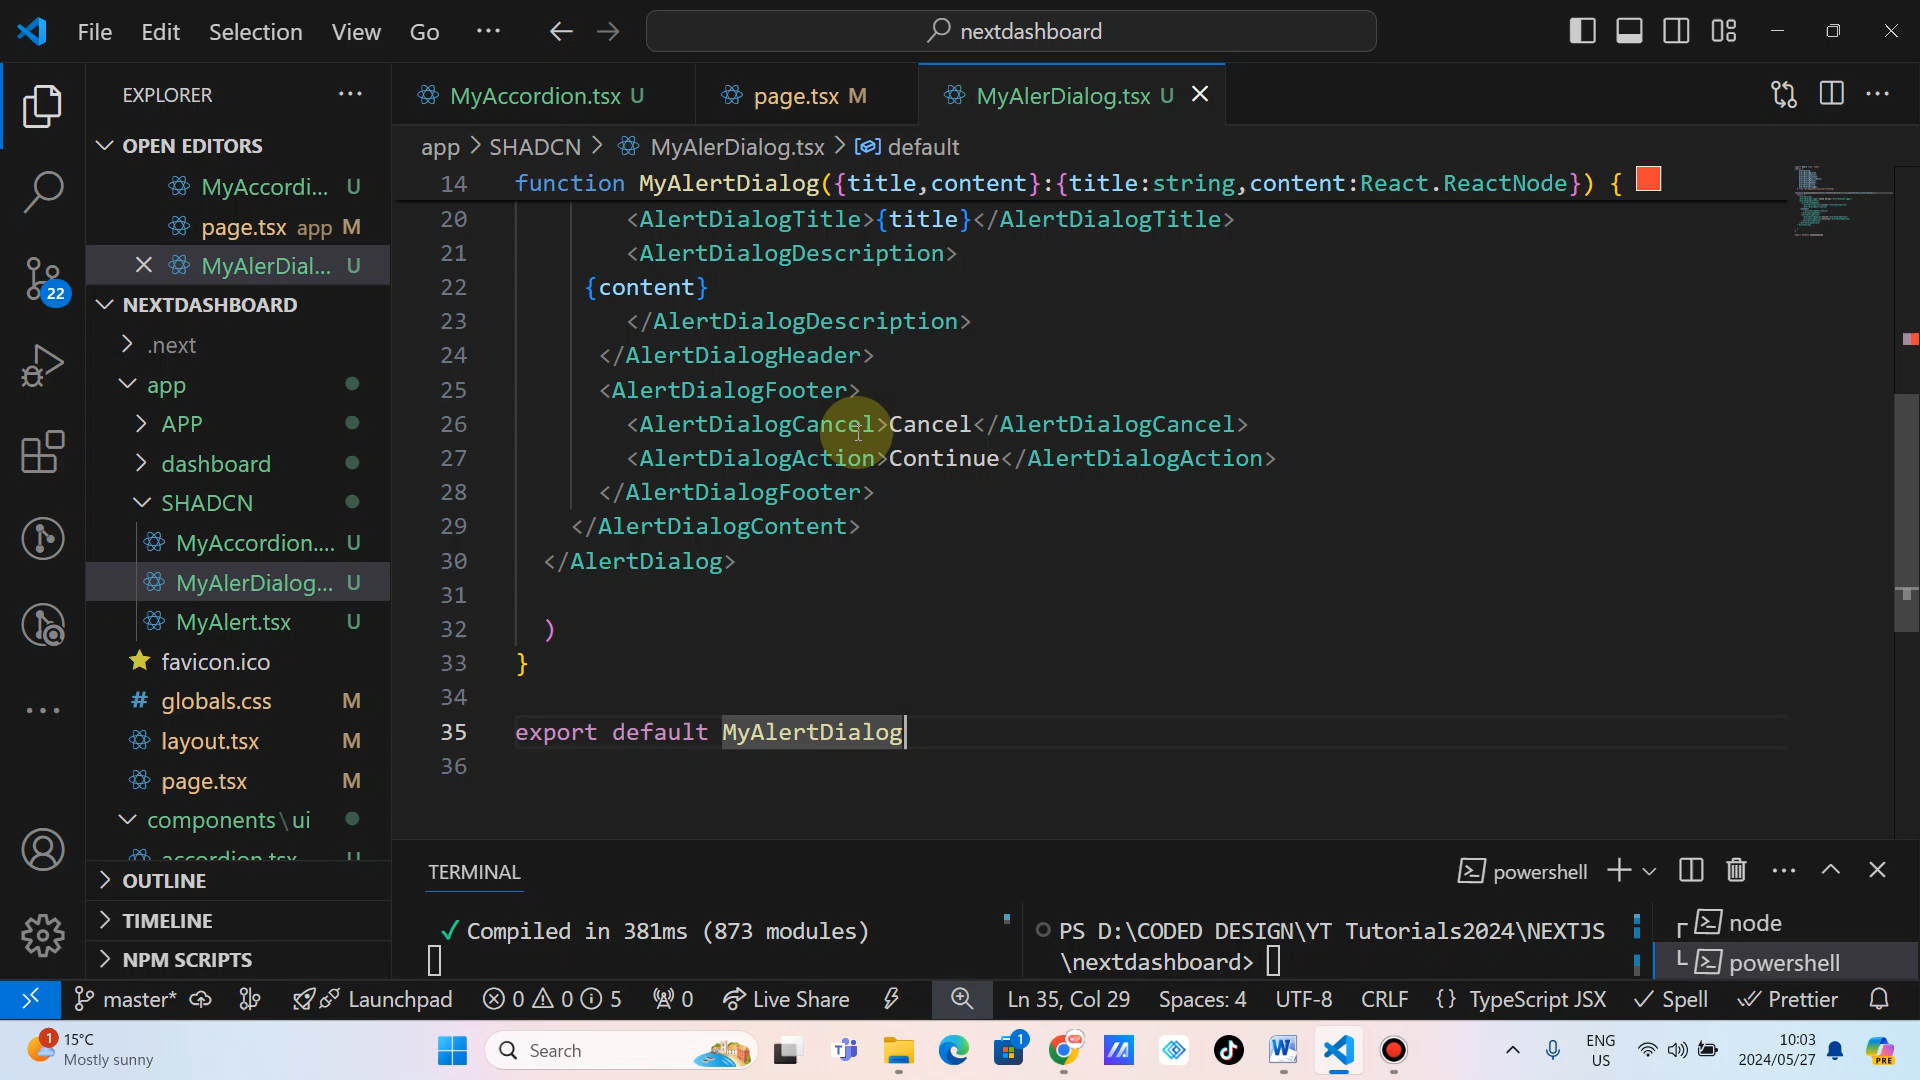 File Edit Selection View Go ··· nextdashboard
EXPLORER ···
OPEN EDITORS
MyAccordi... U
page.tsx app M
MyAlerDial... U
NEXTDASHBOARD
.next
app
APP
dashboard
SHADCN
MyAccordion.... U
MyAlerDialog... U
MyAlert.tsx U
favicon.ico
globals.css M
layout.tsx M
page.tsx M
components\ui
accordion.tsx U
OUTLINE
TIMELINE
NPM SCRIPTS
22
MyAccordion.tsx U page.tsx M MyAlerDialog.tsx U
app > SHADCN > MyAlerDialog.tsx > default
14 function MyAlertDialog({title,content}:{title:string,content:React.ReactNode}) {
20 <AlertDialogTitle>{title}</AlertDialogTitle>
21 <AlertDialogDescription>
22 {content}
23 </AlertDialogDescription>
24 </AlertDialogHeader>
25 <AlertDialogFooter>
26 <AlertDialogCancel>Cancel</AlertDialogCancel>
27 <AlertDialogAction>Continue</AlertDialogAction>
28 </AlertDialogFooter>
29 </AlertDialogContent>
30 </AlertDialog>
31
32 )
33 }
34
35 export default MyAlertDialog
36
TERMINAL powershell
✓ Compiled in 381ms (873 modules)
PS D:\CODED DESIGN\YT Tutorials2024\NEXTJS
\nextdashboard>
node
powershell
master* Launchpad 0 0 5 0 Live Share Ln 35, Col 29 Spaces: 4 UTF-8 CRLF {} TypeScript JSX Spell Prettier
1 15°C
Mostly sunny
Search
1
ENG
US
10:03
2024/05/27
PRE